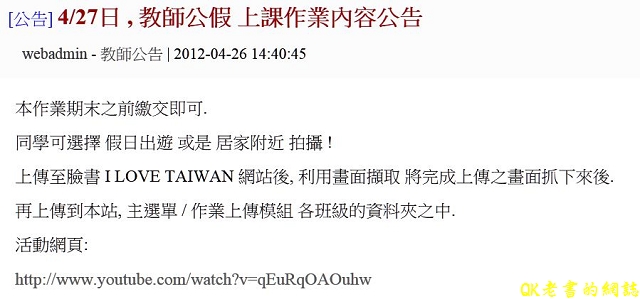 [公告] 4/27日 , 教師公假 上課作業內容公告
webadmin - 教師公告 | 2012-04-26 14:40:45
本作業期末之前繳交即可.
同學可選擇 假日出遊 或是 居家附近 拍攝 !
上傳至臉書 I LOVE TAIWAN 網站後, 利用畫面擷取 將完成上傳之畫面抓下來後.
再上傳到本站, 主選單 / 作業上傳模組 各班級的資料夾之中.
活動網頁:
http://www.youtube.com/watch?v=qEuRqOAOuhw
QK老書的網誌